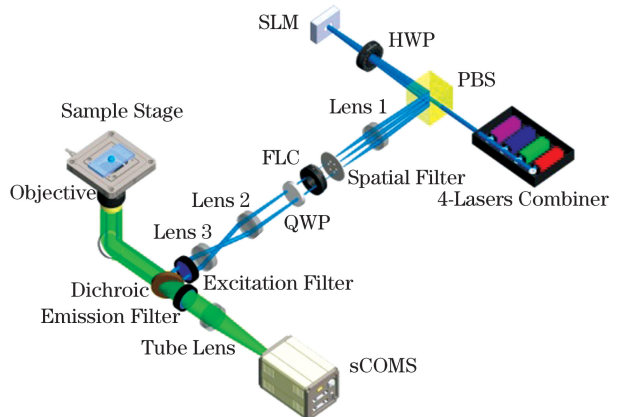 SLM
HWP
PBS
Lens 1
Sample Stage
FLC
Spatial Filter
4-Lasers Combiner
Objective
Lens 2
QWP
Lens 3
Excitation Filter
Dichroic
Emission Filter
Tube Lens
sCOMS